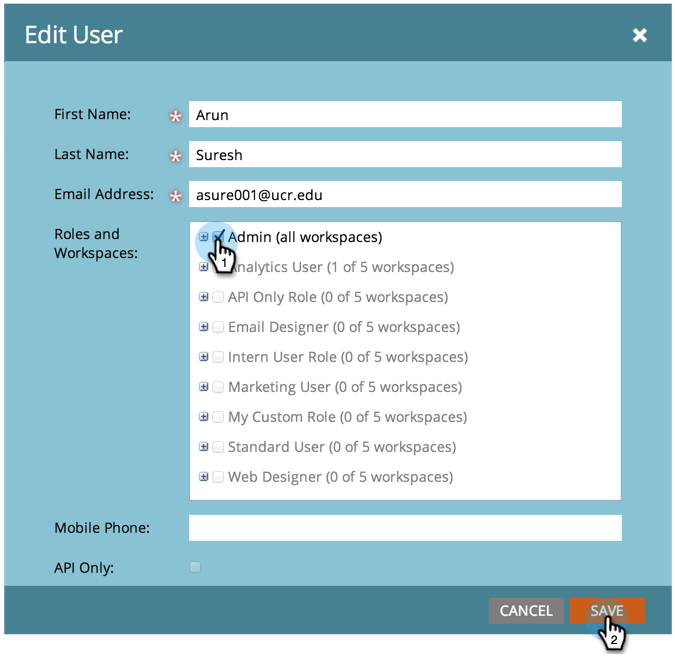 Edit User
First Name: * Arun
Last Name: * Suresh
Email Address: * asure001@ucr.edu
Roles and
Workspaces:
Admin (all workspaces)
1
Analytics User (1 of 5 workspaces)
API Only Role (0 of 5 workspaces)
Email Designer (0 of 5 workspaces)
Intern User Role (0 of 5 workspaces)
Marketing User (0 of 5 workspaces)
My Custom Role (0 of 5 workspaces)
Standard User (0 of 5 workspaces)
Web Designer (0 of 5 workspaces)
Mobile Phone:
API Only:
CANCEL SAVE
2